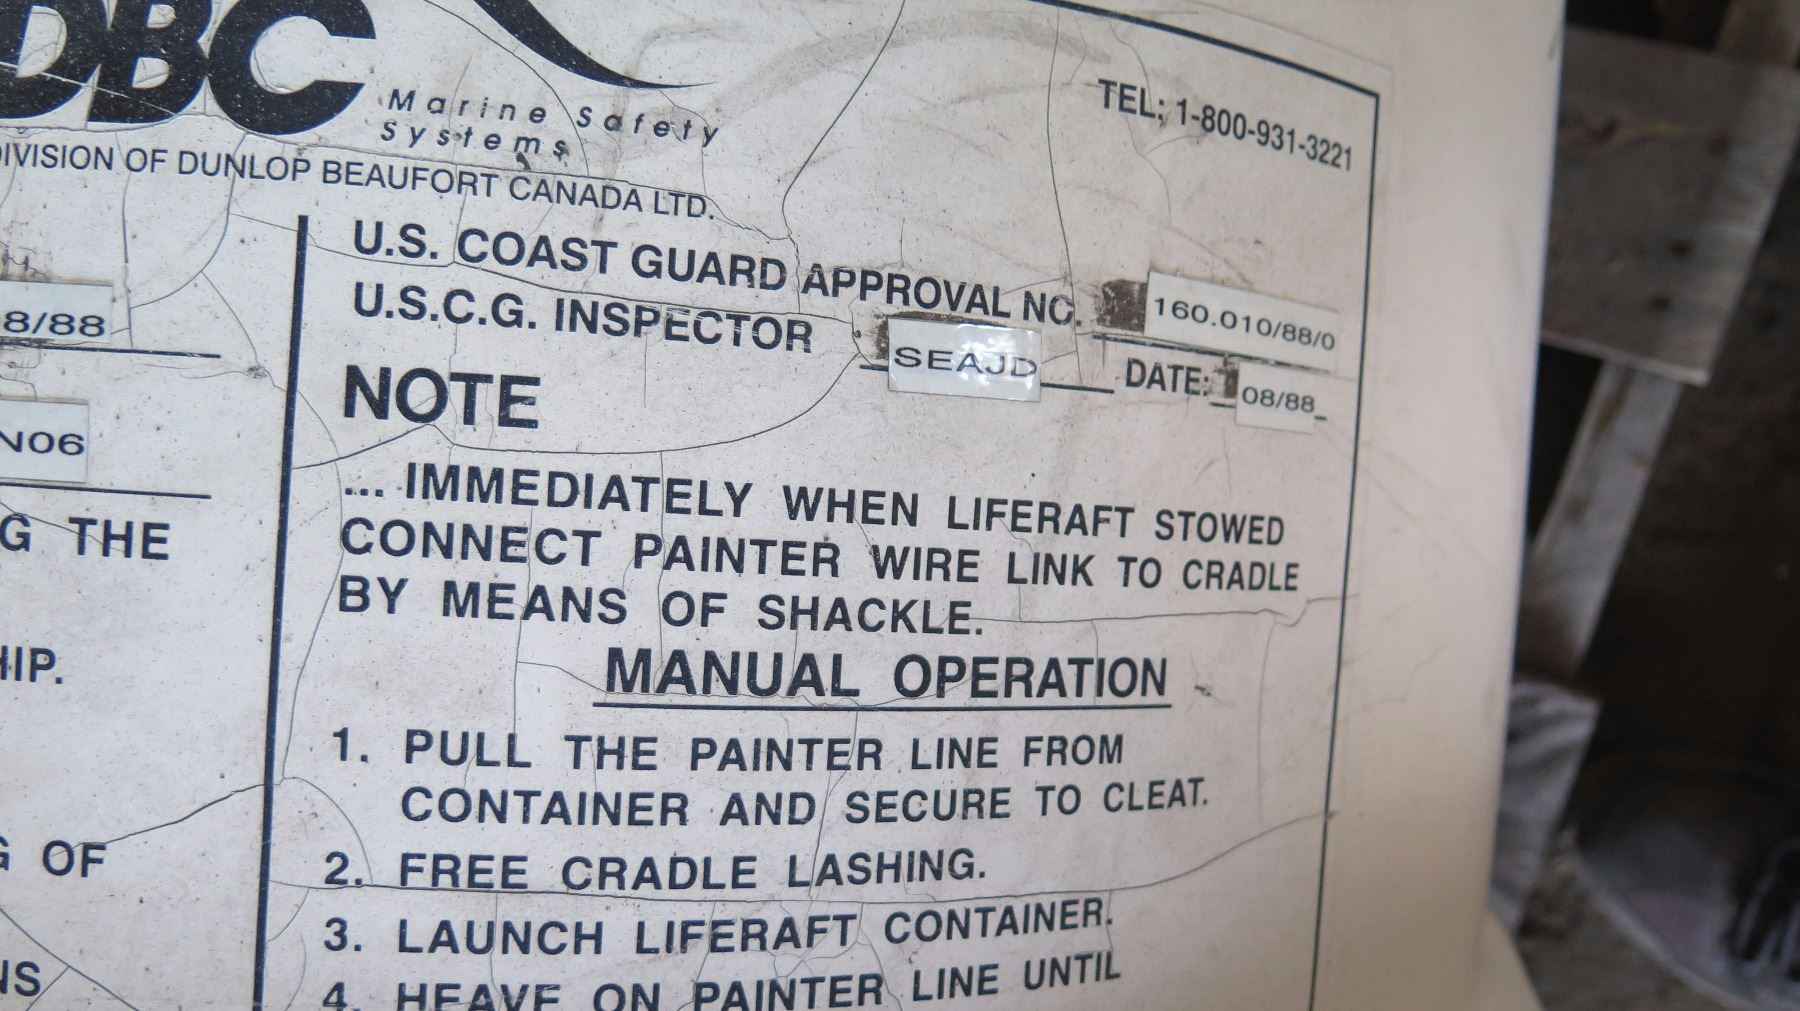 DBC
Marine Safety
Systems
DIVISION OF DUNLOP BEAUFORT CANADA LTD.
TEL; 1-800-931-3221
8/88
N06
G THE
HIP.
G OF
NS
U.S. COAST GUARD APPROVAL NO. 160.010/88/0
U.S.C.G. INSPECTOR SEAJD DATE: 08/88
NOTE
... IMMEDIATELY WHEN LIFERAFT STOWED
CONNECT PAINTER WIRE LINK TO CRADLE
BY MEANS OF SHACKLE.
MANUAL OPERATION
1. PULL THE PAINTER LINE FROM
CONTAINER AND SECURE TO CLEAT.
2. FREE CRADLE LASHING.
3. LAUNCH LIFERAFT CONTAINER.
4. HEAVE ON PAINTER LINE UNTIL